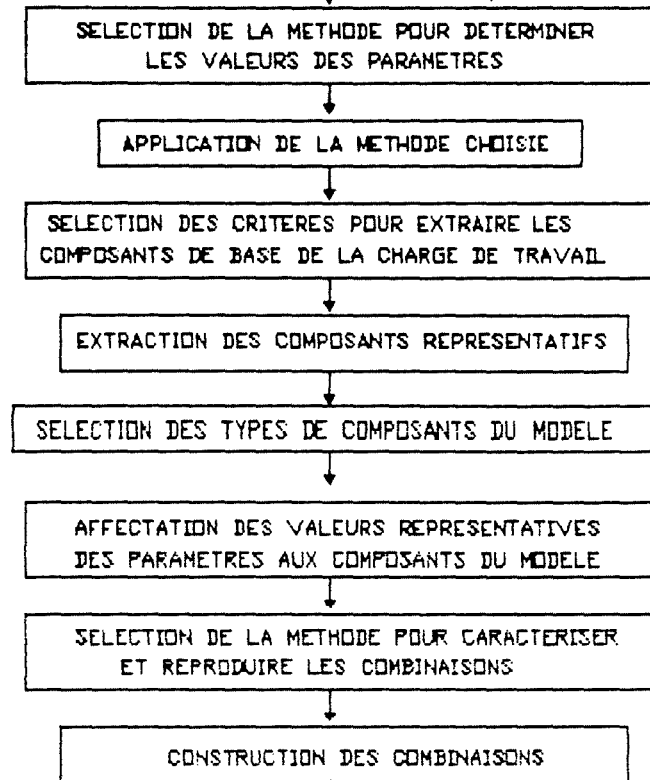 SELECTION DE LA METHODE POUR DETERMINER
LES VALEURS DES PARAMETRES
APPLICATION DE LA METHODE CHOISIE
SELECTION DES CRITERES POUR EXTRAIRE LES
COMPOSANTS DE BASE DE LA CHARGE DE TRAVAIL
EXTRACTION DES COMPOSANTS REPRESENTATIFS
SELECTION DES TYPES DE COMPOSANTS DU MODELE
AFFECTATION DES VALEURS REPRESENTATIVES
DES PARAMETRES AUX COMPOSANTS DU MODELE
SELECTION DE LA METHODE POUR CARACTERISER
ET REPRODUIRE LES COMBINAISONS
CONSTRUCTION DES COMBINAISONS